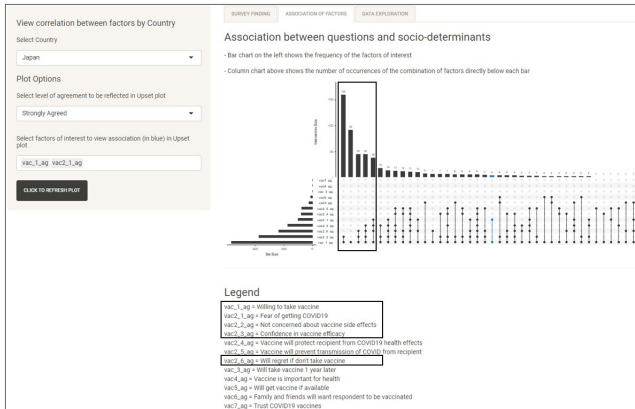 View correlation between factors by Country
Select Country
Japan
Plot Options
Select level of agreement to be reflected in Upset plot
Strongly Agreed
Select factors of interest to view association (in blue) in Upset
plot
vac_1_ag vac2_1_ag
CLICK TO REFRESH PLOT
SURVEY FINDING
ASSOCIATION OF FACTORS
DATA EXPLORATION
Association between questions and socio-determinants
- Bar chart on the left shows the frequency of the factors of interest
- Column chart above shows the number of occurrences of the combination of factors directly below each bar
Intersection Size
Set Size
Legend
vac_1_ag = Willing to take vaccine
vac2_1_ag = Fear of getting COVID19
vac2_2_ag = Not concerned about vaccine side effects
vac2_3_ag = Confidence in vaccine efficacy
vac2_4_ag = Vaccine will protect recipient from COVID19 health effects
vac2_5_ag = Vaccine will prevent transmission of COVID from recipient
vac2_6_ag = Will regret if don't take vaccine
vac_3_ag = Will take vaccine 1 year later
vac4_ag = Vaccine is important for health
vac5_ag = Will get vaccine if available
vac6_ag = Family and friends will want respondent to be vaccinated
vac7_ag = Trust COVID19 vaccines